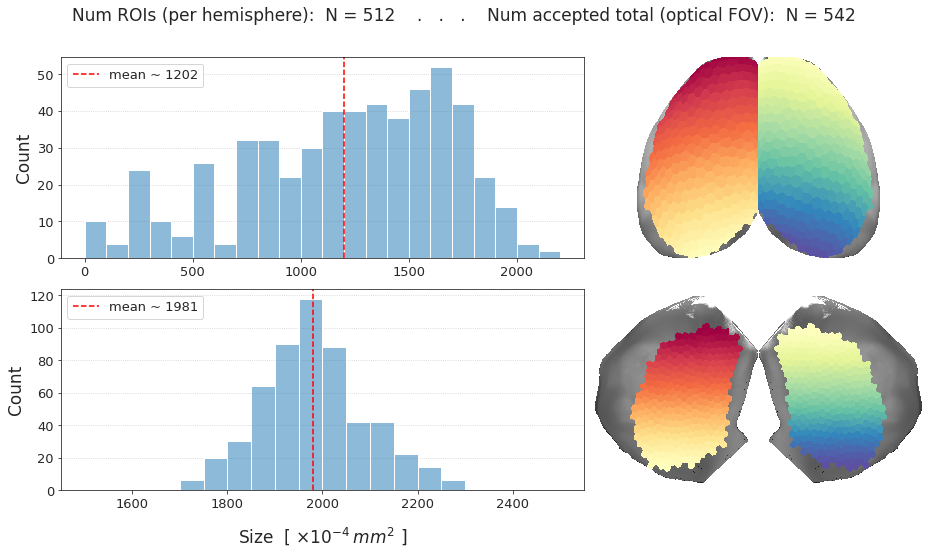 Num ROIs (per hemisphere):  N = 512    .   .   .    Num accepted total (optical FOV):  N = 542
mean ~ 1202
Count
50
40
30
20
10
0
0 500 1000 1500 2000
mean ~ 1981
Count
120
100
80
60
40
20
0
1600 1800 2000 2200 2400
Size  [ ×10⁻⁴ mm² ]